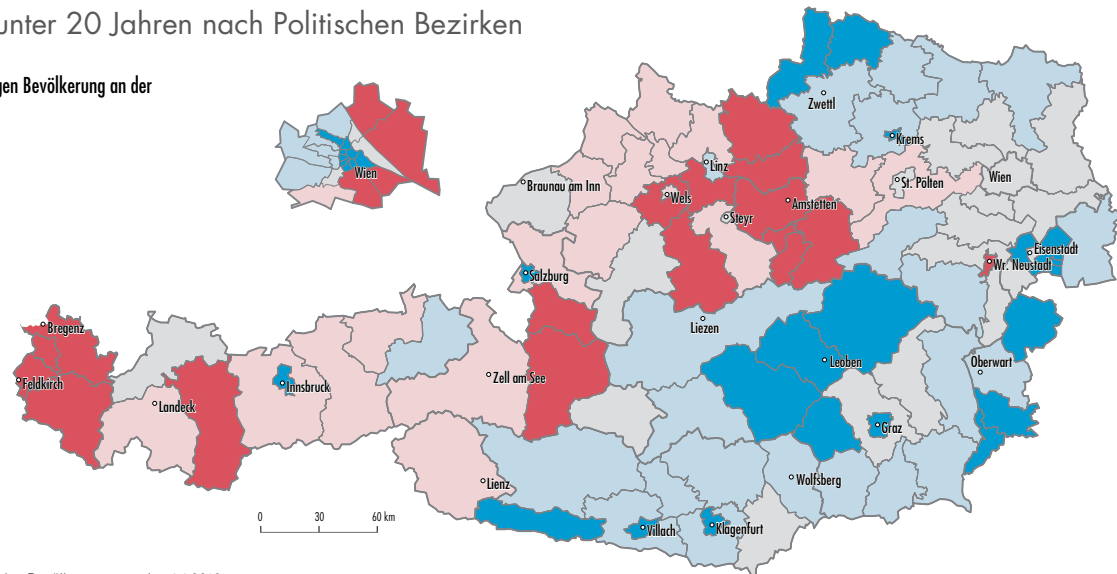 unter 20 Jahren nach Politischen Bezirken
gen Bevölkerung an der
Zwettl
Krems
Wien
Linz
Braunau am Inn
St. Pölten
Wien
Wels
Amstetten
Steyr
Eisenstadt
Wr. Neustadt
Salzburg
Bregenz
Liezen
Leoben
Oberwart
Feldkirch
Innsbruck
Zell am See
Landeck
Graz
Lienz
Wolfsberg
0 30 60 km
Villach
Klagenfurt